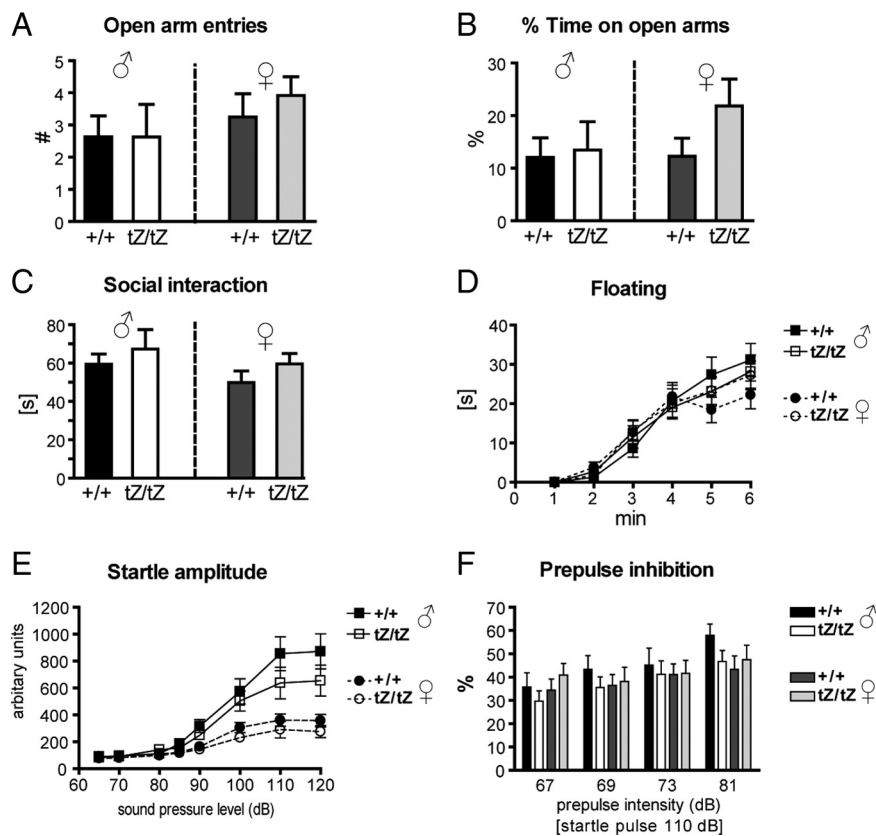 A
Open arm entries
♂
♀
5
4
3
2
1
0
#
+/+ tZ/tZ +/+ tZ/tZ
B
% Time on open arms
♂
♀
30
20
10
0
%
+/+ tZ/tZ +/+ tZ/tZ
C
Social interaction
♂
♀
80
60
40
20
0
[s]
+/+ tZ/tZ +/+ tZ/tZ
D
Floating
40
30
20
10
0
[s]
0 1 2 3 4 5 6
min
+/+
tZ/tZ
♂
+/+
tZ/tZ
♀
E
Startle amplitude
1200
1000
800
600
400
200
0
arbitary units
60 70 80 90 100 110 120
sound pressure level (dB)
+/+
tZ/tZ
♂
+/+
tZ/tZ
♀
F
Prepulse inhibition
70
60
50
40
30
20
10
0
%
67 69 73 81
prepulse intensity (dB)
[startle pulse 110 dB]
+/+
tZ/tZ
♂
+/+
tZ/tZ
♀